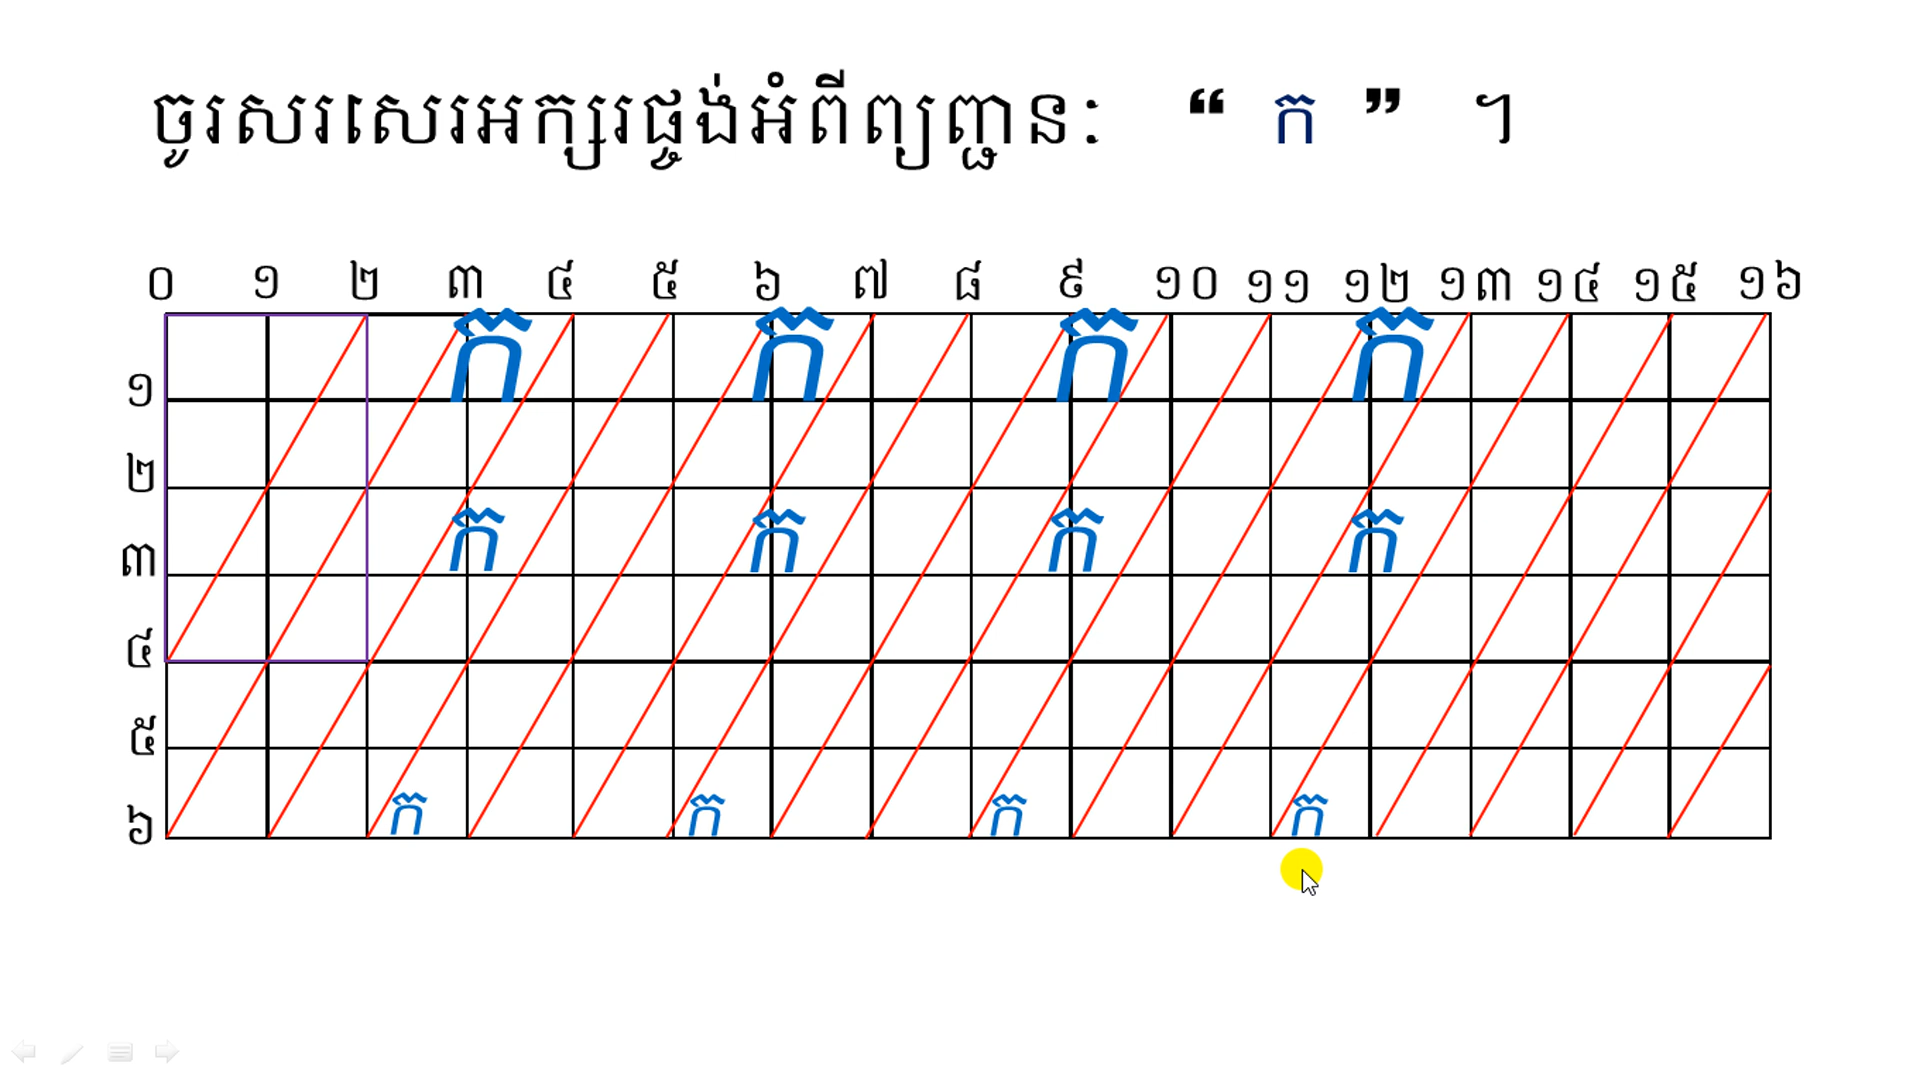 ចូរសរសេរអក្សរផ្ចង់អំពីព្យញ្ជនៈ “ ក ” ។
០ ១ ២ ៣ ៤ ៥ ៦ ៧ ៨ ៩ ១០ ១១ ១២ ១៣ ១៤ ១៥ ១៦
ក ក ក ក
១
២
ក ក ក ក
៣
៤
៥
ក ក ក ក
៦